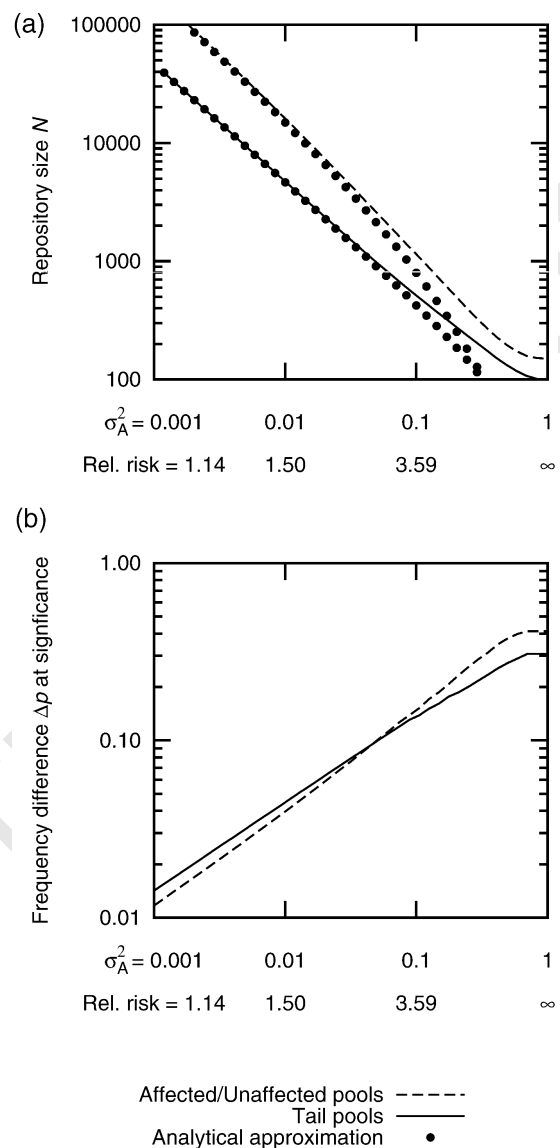 (a)
100000
10000
1000
100
Repository size N
σ²A = 0.001 0.01 0.1 1
Rel. risk = 1.14 1.50 3.59 ∞
(b)
1.00
0.10
0.01
Frequency difference Δp at signficance
σ²A = 0.001 0.01 0.1 1
Rel. risk = 1.14 1.50 3.59 ∞
Affected/Unaffected pools
Tail pools
Analytical approximation